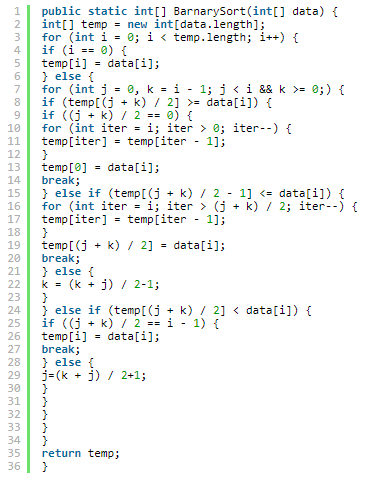 1 public static int[] BarnarySort(int[] data) {
2 int[] temp = new int[data.length];
3 for (int i = 0; i < temp.length; i++) {
4 if (i == 0) {
5 temp[i] = data[i];
6 } else {
7 for (int j = 0, k = i - 1; j < i && k >= 0;) {
8 if (temp[(j + k) / 2] >= data[i]) {
9 if ((j + k) / 2 == 0) {
10 for (int iter = i; iter > 0; iter--) {
11 temp[iter] = temp[iter - 1];
12 }
13 temp[0] = data[i];
14 break;
15 } else if (temp[(j + k) / 2 - 1] <= data[i]) {
16 for (int iter = i; iter > (j + k) / 2; iter--) {
17 temp[iter] = temp[iter - 1];
18 }
19 temp[(j + k) / 2] = data[i];
20 break;
21 } else {
22 k = (k + j) / 2-1;
23 }
24 } else if (temp[(j + k) / 2] < data[i]) {
25 if ((j + k) / 2 == i - 1) {
26 temp[i] = data[i];
27 break;
28 } else {
29 j=(k + j) / 2+1;
30 }
31 }
32 }
33 }
34 }
35 return temp;
36 }